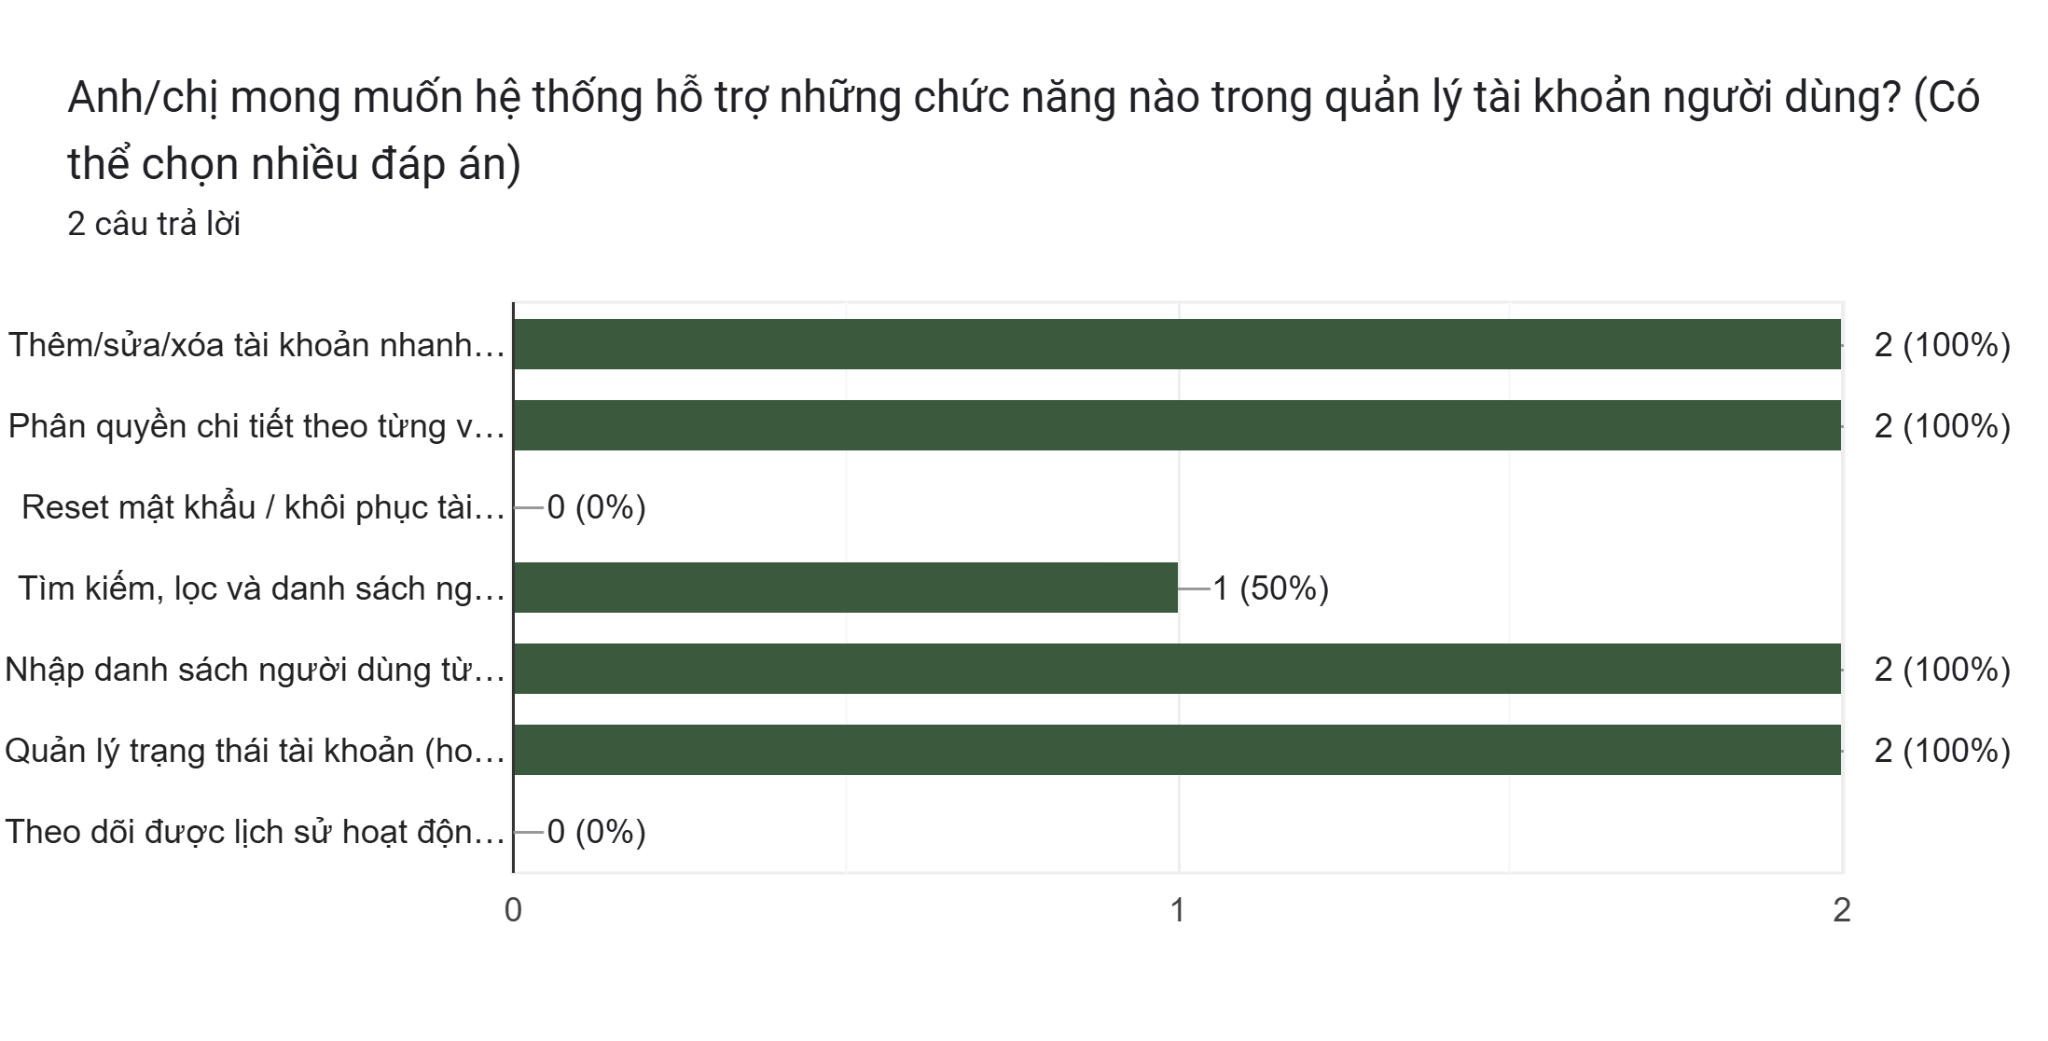 Anh/chị mong muốn hệ thống hỗ trợ những chức năng nào trong quản lý tài khoản người dùng? (Có
thể chọn nhiều đáp án)
2 câu trả lời
Thêm/sửa/xóa tài khoản nhanh… 2 (100%)
Phân quyền chi tiết theo từng v… 2 (100%)
Reset mật khẩu / khôi phục tài… 0 (0%)
Tìm kiếm, lọc và danh sách ng… 1 (50%)
Nhập danh sách người dùng từ… 2 (100%)
Quản lý trạng thái tài khoản (ho… 2 (100%)
Theo dõi được lịch sử hoạt độn… 0 (0%)
0 1 2